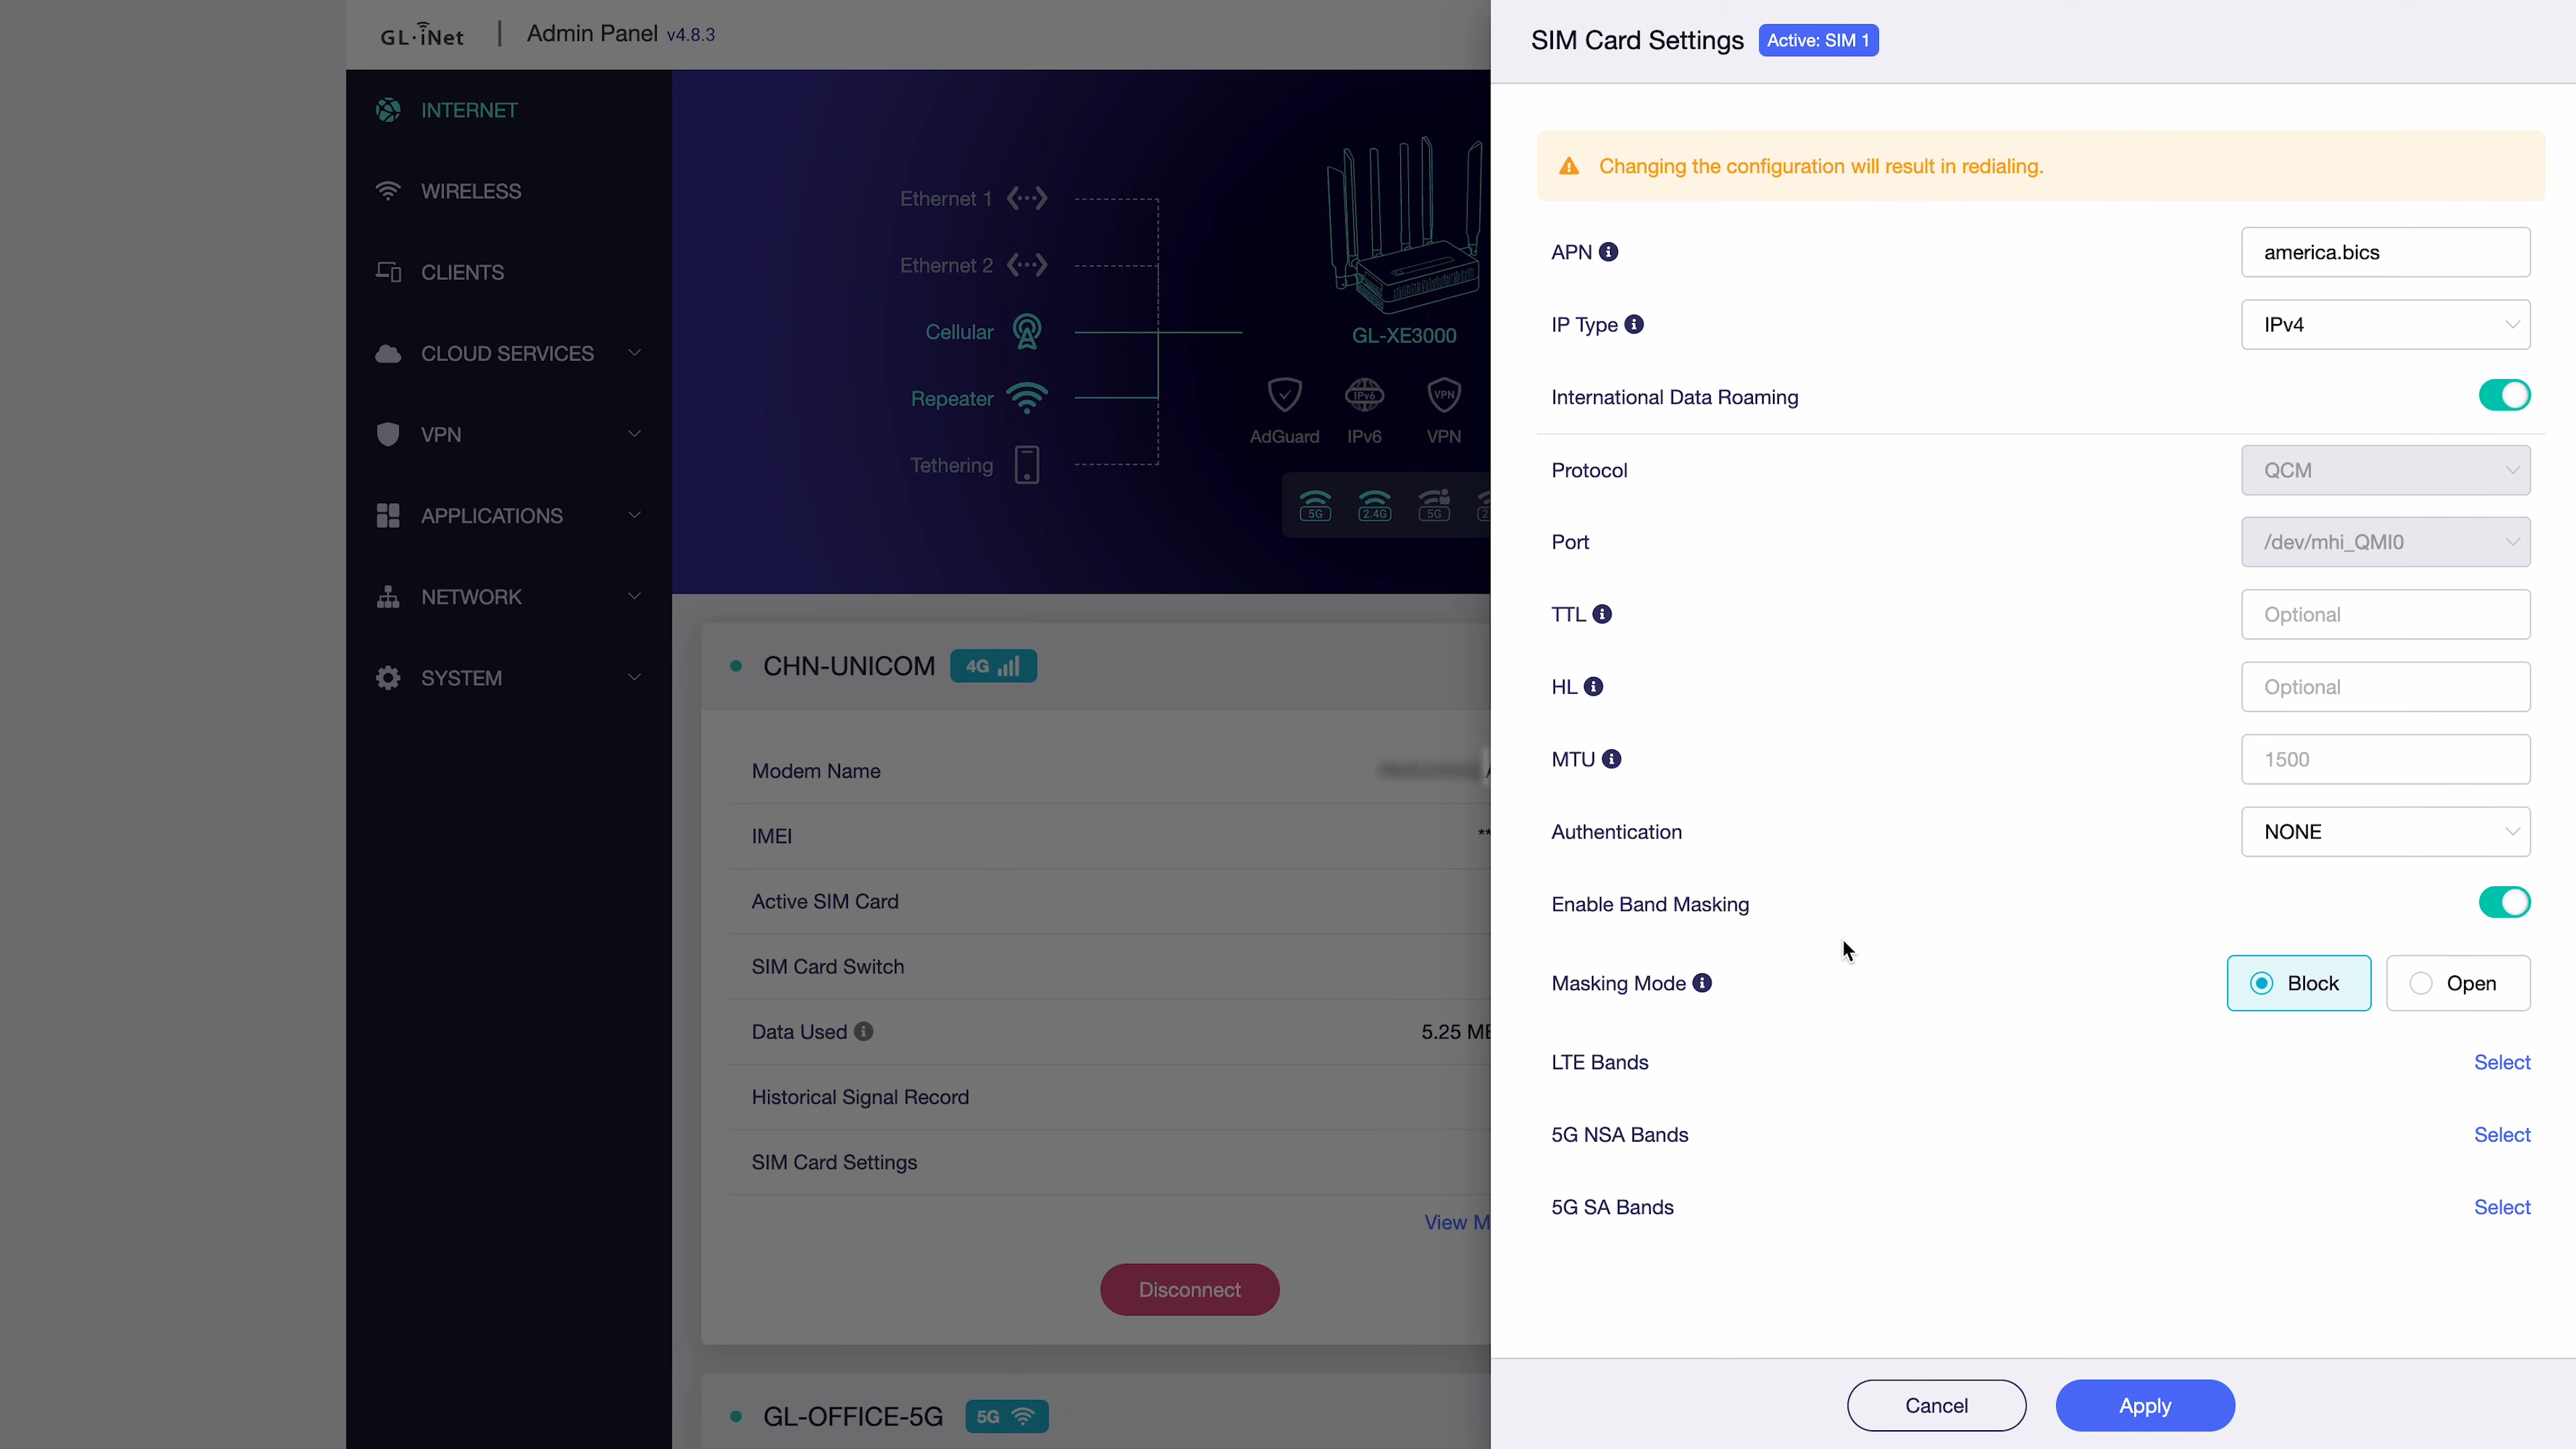 GL·iNet | Admin Panel v4.8.3
INTERNET
WIRELESS
CLIENTS
CLOUD SERVICES
VPN
APPLICATIONS
NETWORK
SYSTEM
Ethernet 1
Ethernet 2
Cellular
Repeater
Tethering
GL-XE3000
AdGuard
IPv6
IPv6
VPN
VPN
5G
2.4G
5G
CHN-UNICOM 4G
Modem Name
IMEI **
Active SIM Card
SIM Card Switch
Data Used 5.25
Historical Signal Record
SIM Card Settings
View
Disconnect
GL-OFFICE-5G 5G
SIM Card Settings Active: SIM 1
Changing the configuration will result in redialing.
APN america.bics
IP Type IPv4
International Data Roaming
Protocol QCM
Port /dev/mhi_QMI0
TTL Optional
HL Optional
MTU 1500
Authentication NONE
Enable Band Masking
Masking Mode Block Open
LTE Bands Select
5G NSA Bands Select
5G SA Bands Select
Cancel Apply